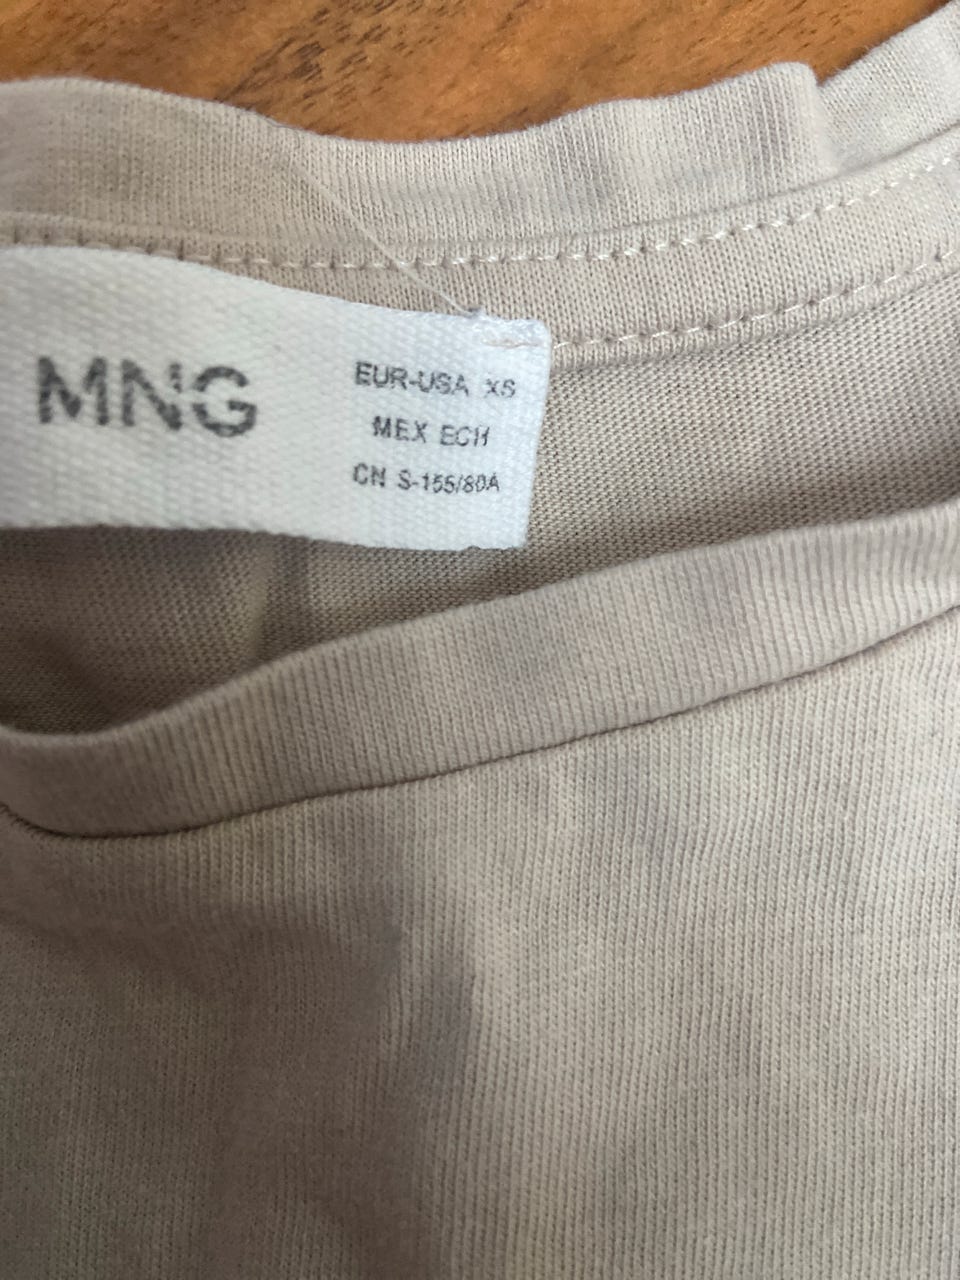 MNG
EUR-USA XS
MEX ECH
CN S-155/80A